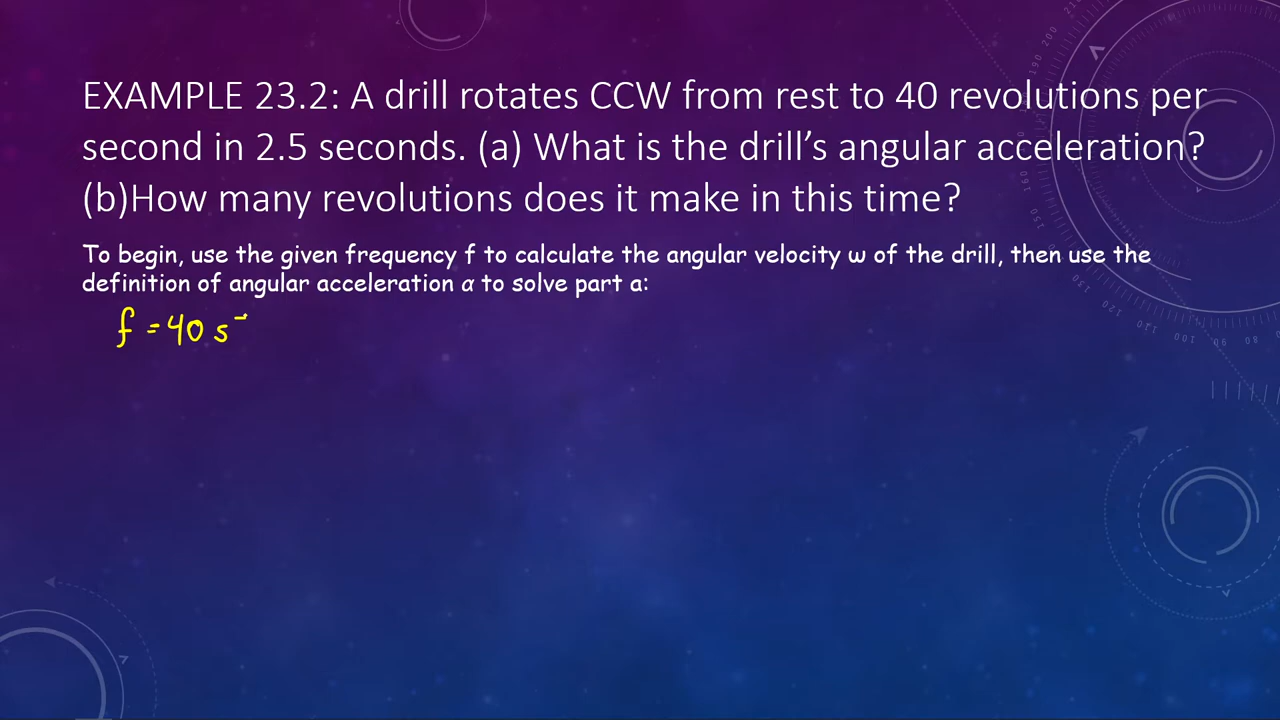 EXAMPLE 23.2: A drill rotates CCW from rest to 40 revolutions per
second in 2.5 seconds. (a) What is the drill’s angular acceleration?
(b)How many revolutions does it make in this time?
To begin, use the given frequency f to calculate the angular velocity ω of the drill, then use the
definition of angular acceleration α to solve part a:
f = 40 s⁻